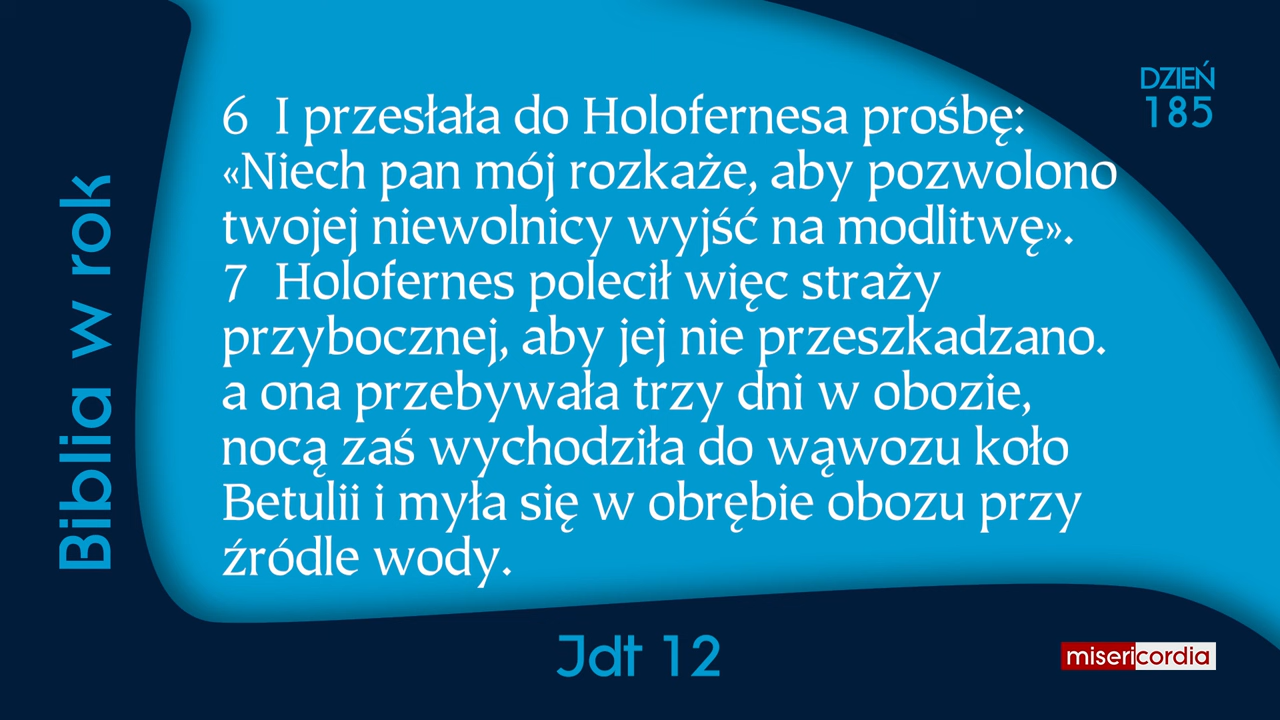 DZIEŃ
185
6 I przesłała do Holofernesa prośbę:
«Niech pan mój rozkaże, aby pozwolono
twojej niewolnicy wyjść na modlitwę».
7 Holofernes polecił więc straży
przybocznej, aby jej nie przeszkadzano.
a ona przebywała trzy dni w obozie,
nocą zaś wychodziła do wąwozu koło
Betulii i myła się w obrębie obozu przy
źródle wody.
Biblia w rok
Jdt 12
misericordia